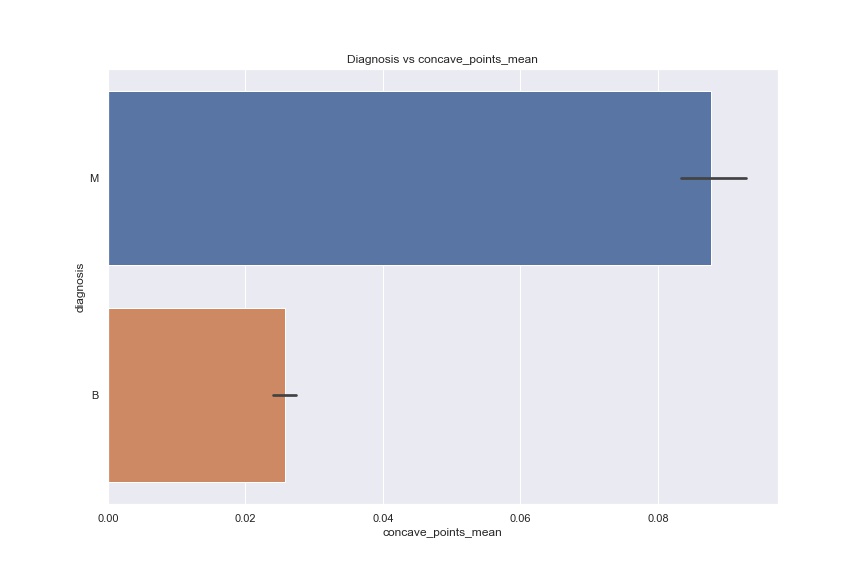 Diagnosis vs concave_points_mean
M
diagnosis
B
0.00 0.02 0.04 0.06 0.08
concave_points_mean